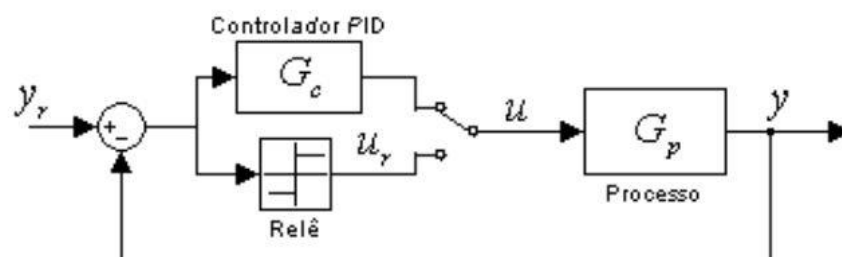 Controlador PID
G_c
y_r
+
-
u
y
u_r
G_p
Processo
Relê